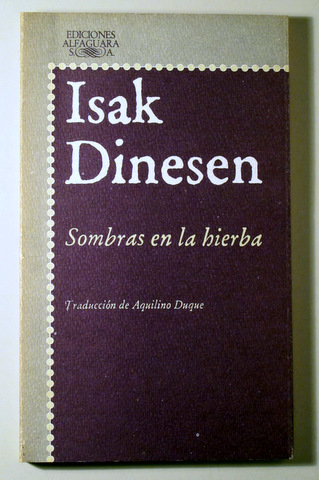 EDICIONES
ALFAGUARA
S.A.
Isak
Dinesen
Sombras en la hierba
Traducción de Aquilino Duque